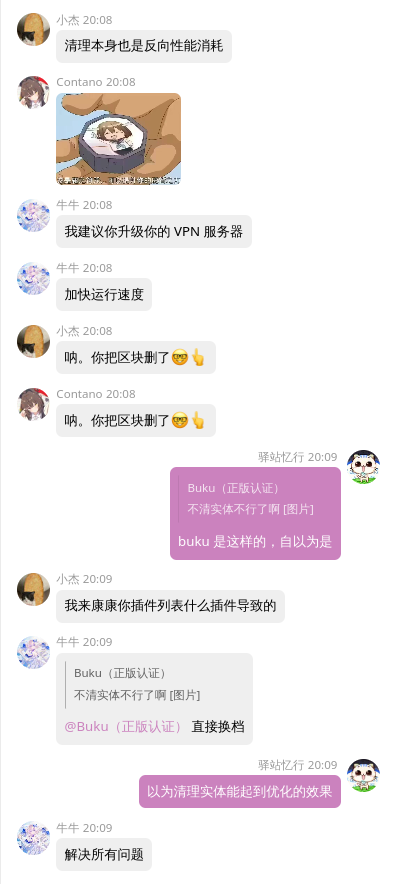 小杰 20:08
清理本身也是反向性能消耗
Contano 20:08
牛牛 20:08
我建议你升级你的 VPN 服务器
牛牛 20:08
加快运行速度
小杰 20:08
呐。你把区块删了🤓👆
Contano 20:08
呐。你把区块删了🤓👆
驿站忆行 20:09
Buku（正版认证）
不清实体不行了啊 [图片]
buku 是这样的，自以为是
小杰 20:09
我来康康你插件列表什么插件导致的
牛牛 20:09
Buku（正版认证）
不清实体不行了啊 [图片]
@Buku（正版认证） 直接换档
驿站忆行 20:09
以为清理实体能起到优化的效果
牛牛 20:09
解决所有问题